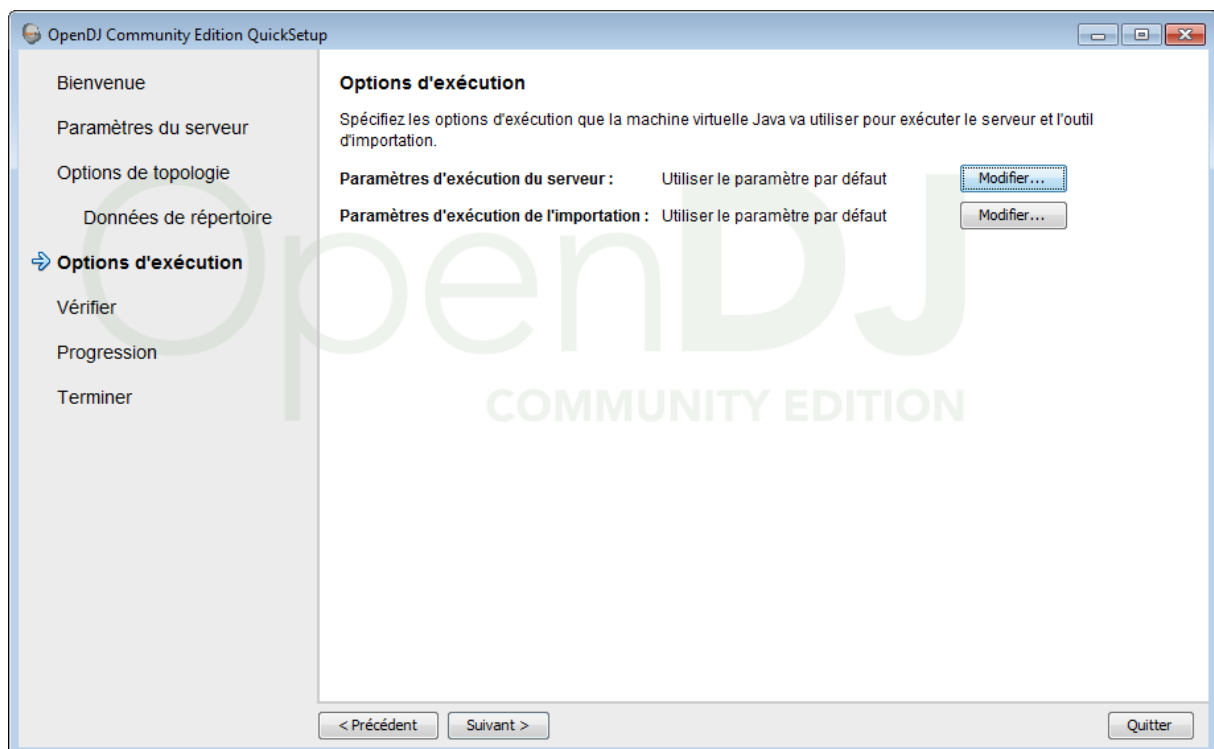 OpenDJ Community Edition QuickSetup
Bienvenue
Paramètres du serveur
Options de topologie
Données de répertoire
Options d'exécution
Vérifier
Progression
Terminer
Options d'exécution
Spécifiez les options d'exécution que la machine virtuelle Java va utiliser pour exécuter le serveur et l'outil
d'importation.
Paramètres d'exécution du serveur : Utiliser le paramètre par défaut Modifier...
Paramètres d'exécution de l'importation : Utiliser le paramètre par défaut Modifier...
OpenDJ
COMMUNITY EDITION
< Précédent Suivant > Quitter